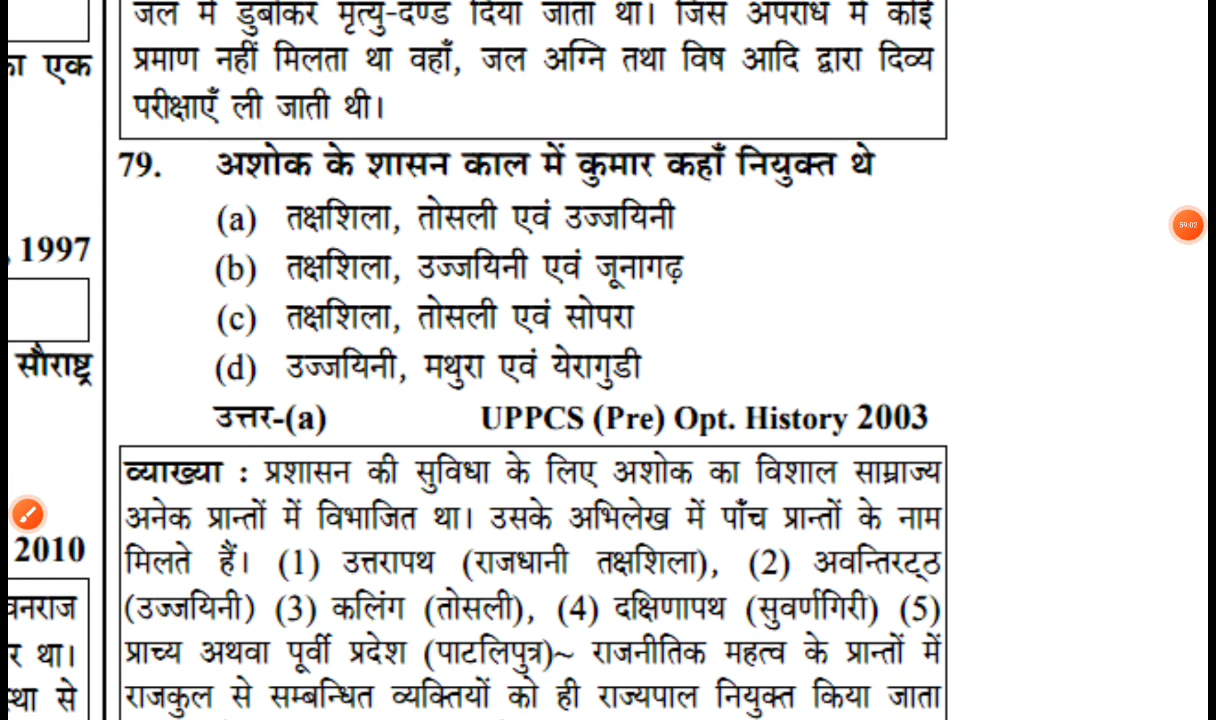 जल में डुबोकर मृत्यु-दण्ड दिया जाता था। जिस अपराध में कोई
प्रमाण नहीं मिलता था वहाँ, जल अग्नि तथा विष आदि द्वारा दिव्य
परीक्षाएँ ली जाती थी।
79. अशोक के शासन काल में कुमार कहाँ नियुक्त थे
(a) तक्षशिला, तोसली एवं उज्जयिनी
(b) तक्षशिला, उज्जयिनी एवं जूनागढ़
(c) तक्षशिला, तोसली एवं सोपरा
(d) उज्जयिनी, मथुरा एवं येरागुडी
उत्तर-(a) UPPCS (Pre) Opt. History 2003
व्याख्या : प्रशासन की सुविधा के लिए अशोक का विशाल साम्राज्य
अनेक प्रान्तों में विभाजित था। उसके अभिलेख में पाँच प्रान्तों के नाम
मिलते हैं। (1) उत्तरापथ (राजधानी तक्षशिला), (2) अवन्तिरट्ठ
(उज्जयिनी) (3) कलिंग (तोसली), (4) दक्षिणापथ (सुवर्णगिरी) (5)
प्राच्य अथवा पूर्वी प्रदेश (पाटलिपुत्र)~ राजनीतिक महत्व के प्रान्तों में
राजकुल से सम्बन्धित व्यक्तियों को ही राज्यपाल नियुक्त किया जाता
एक
1997
सौराष्ट्र
2010
था।
से
59:02